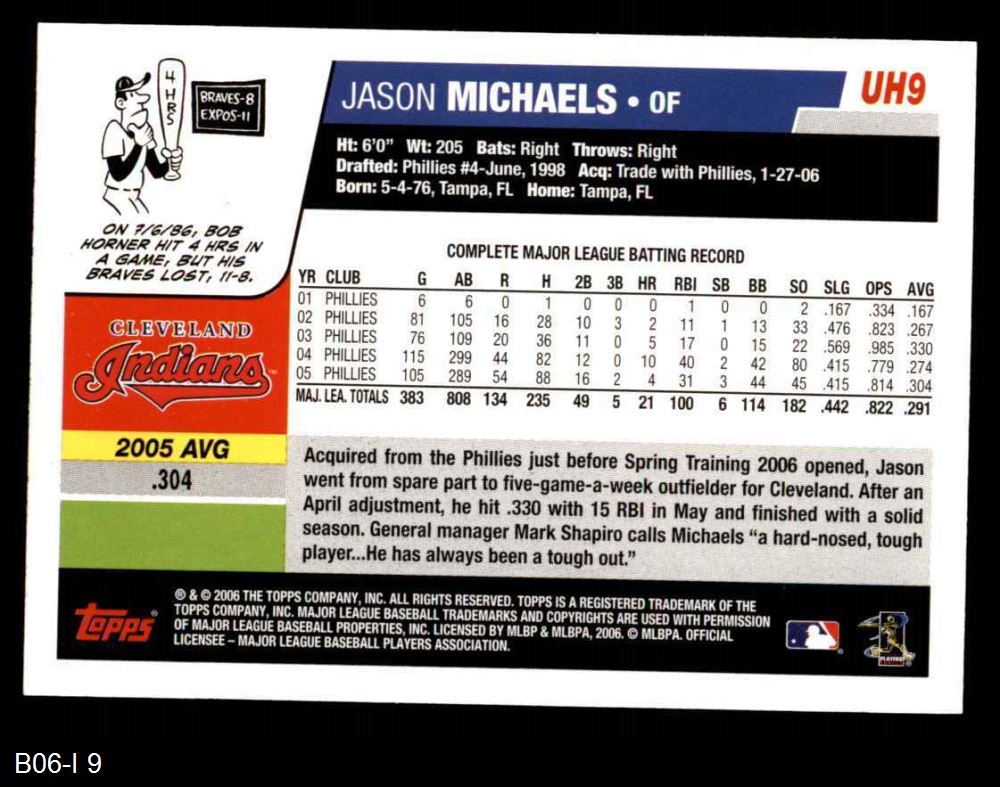 4
H
R
S
BRAVES-8
EXPOS-11
ON 7/6/86, BOB
HORNER HIT 4 HRS IN
A GAME, BUT HIS
BRAVES LOST, 11-8.
JASON MICHAELS • OF
UH9
Ht: 6'0" Wt: 205 Bats: Right Throws: Right
Drafted: Phillies #4-June, 1998 Acq: Trade with Phillies, 1-27-06
Born: 5-4-76, Tampa, FL Home: Tampa, FL
COMPLETE MAJOR LEAGUE BATTING RECORD
YR CLUB G AB R H 2B 3B HR RBI SB BB SO SLG OPS AVG
01 PHILLIES 6 6 0 1 0 0 0 1 0 0 2 .167 .334 .167
02 PHILLIES 81 105 16 28 10 3 2 11 1 13 33 .476 .823 .267
03 PHILLIES 76 109 20 36 11 0 5 17 0 15 22 .569 .985 .330
04 PHILLIES 115 299 44 82 12 0 10 40 2 42 80 .415 .779 .274
05 PHILLIES 105 289 54 88 16 2 4 31 3 44 45 .415 .814 .304
MAJ. LEA. TOTALS 383 808 134 235 49 5 21 100 6 114 182 .442 .822 .291
CLEVELAND
Indians
2005 AVG
.304
Acquired from the Phillies just before Spring Training 2006 opened, Jason
went from spare part to five-game-a-week outfielder for Cleveland. After an
April adjustment, he hit .330 with 15 RBI in May and finished with a solid
season. General manager Mark Shapiro calls Michaels "a hard-nosed, tough
player...He has always been a tough out."
Topps®
® & © 2006 THE TOPPS COMPANY, INC. ALL RIGHTS RESERVED. TOPPS IS A REGISTERED TRADEMARK OF THE
TOPPS COMPANY, INC. MAJOR LEAGUE BASEBALL TRADEMARKS AND COPYRIGHTS ARE USED WITH PERMISSION
OF MAJOR LEAGUE BASEBALL PROPERTIES, INC. LICENSED BY MLBP & MLBPA, 2006. © MLBPA. OFFICIAL
LICENSEE – MAJOR LEAGUE BASEBALL PLAYERS ASSOCIATION.
PLAYERS
B06-I 9